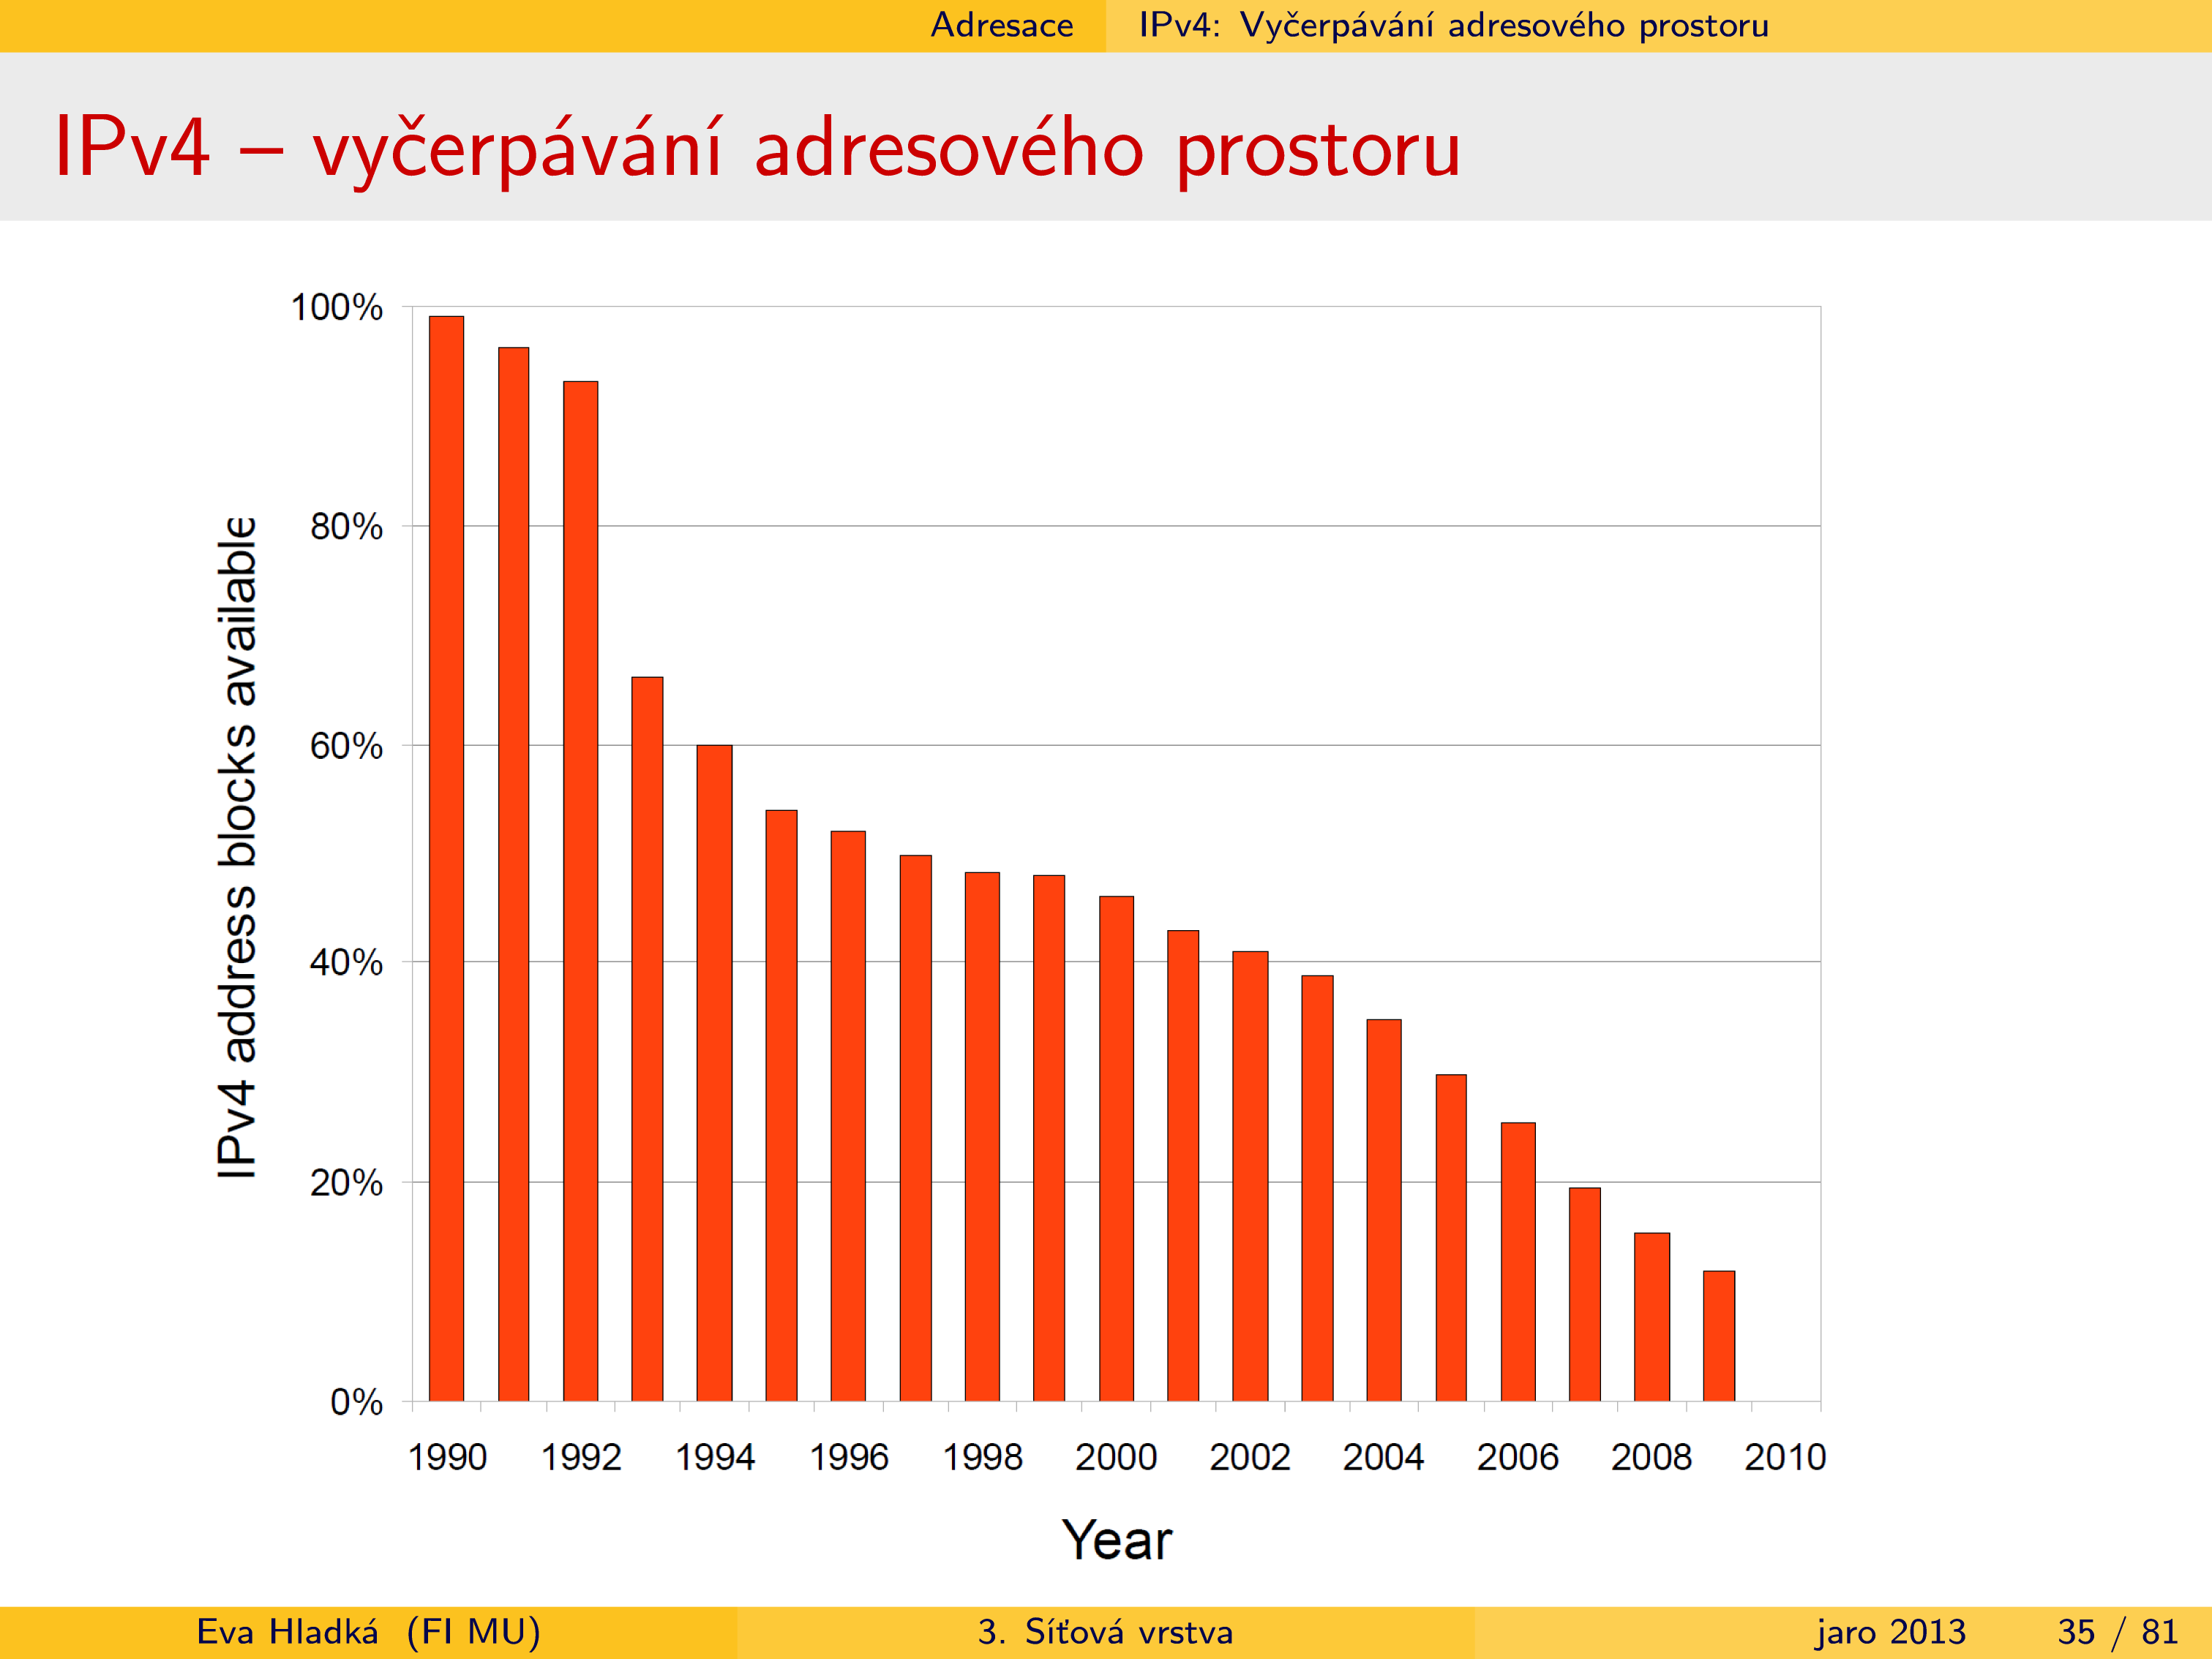 Adresace IPv4: Vyčerpávání adresového prostoru
IPv4 – vyčerpávání adresového prostoru
100%
80%
60%
40%
20%
0%
IPv4 address blocks available
1990 1992 1994 1996 1998 2000 2002 2004 2006 2008 2010
Year
Eva Hladká (FI MU) 3. Síťová vrstva jaro 2013 35 / 81